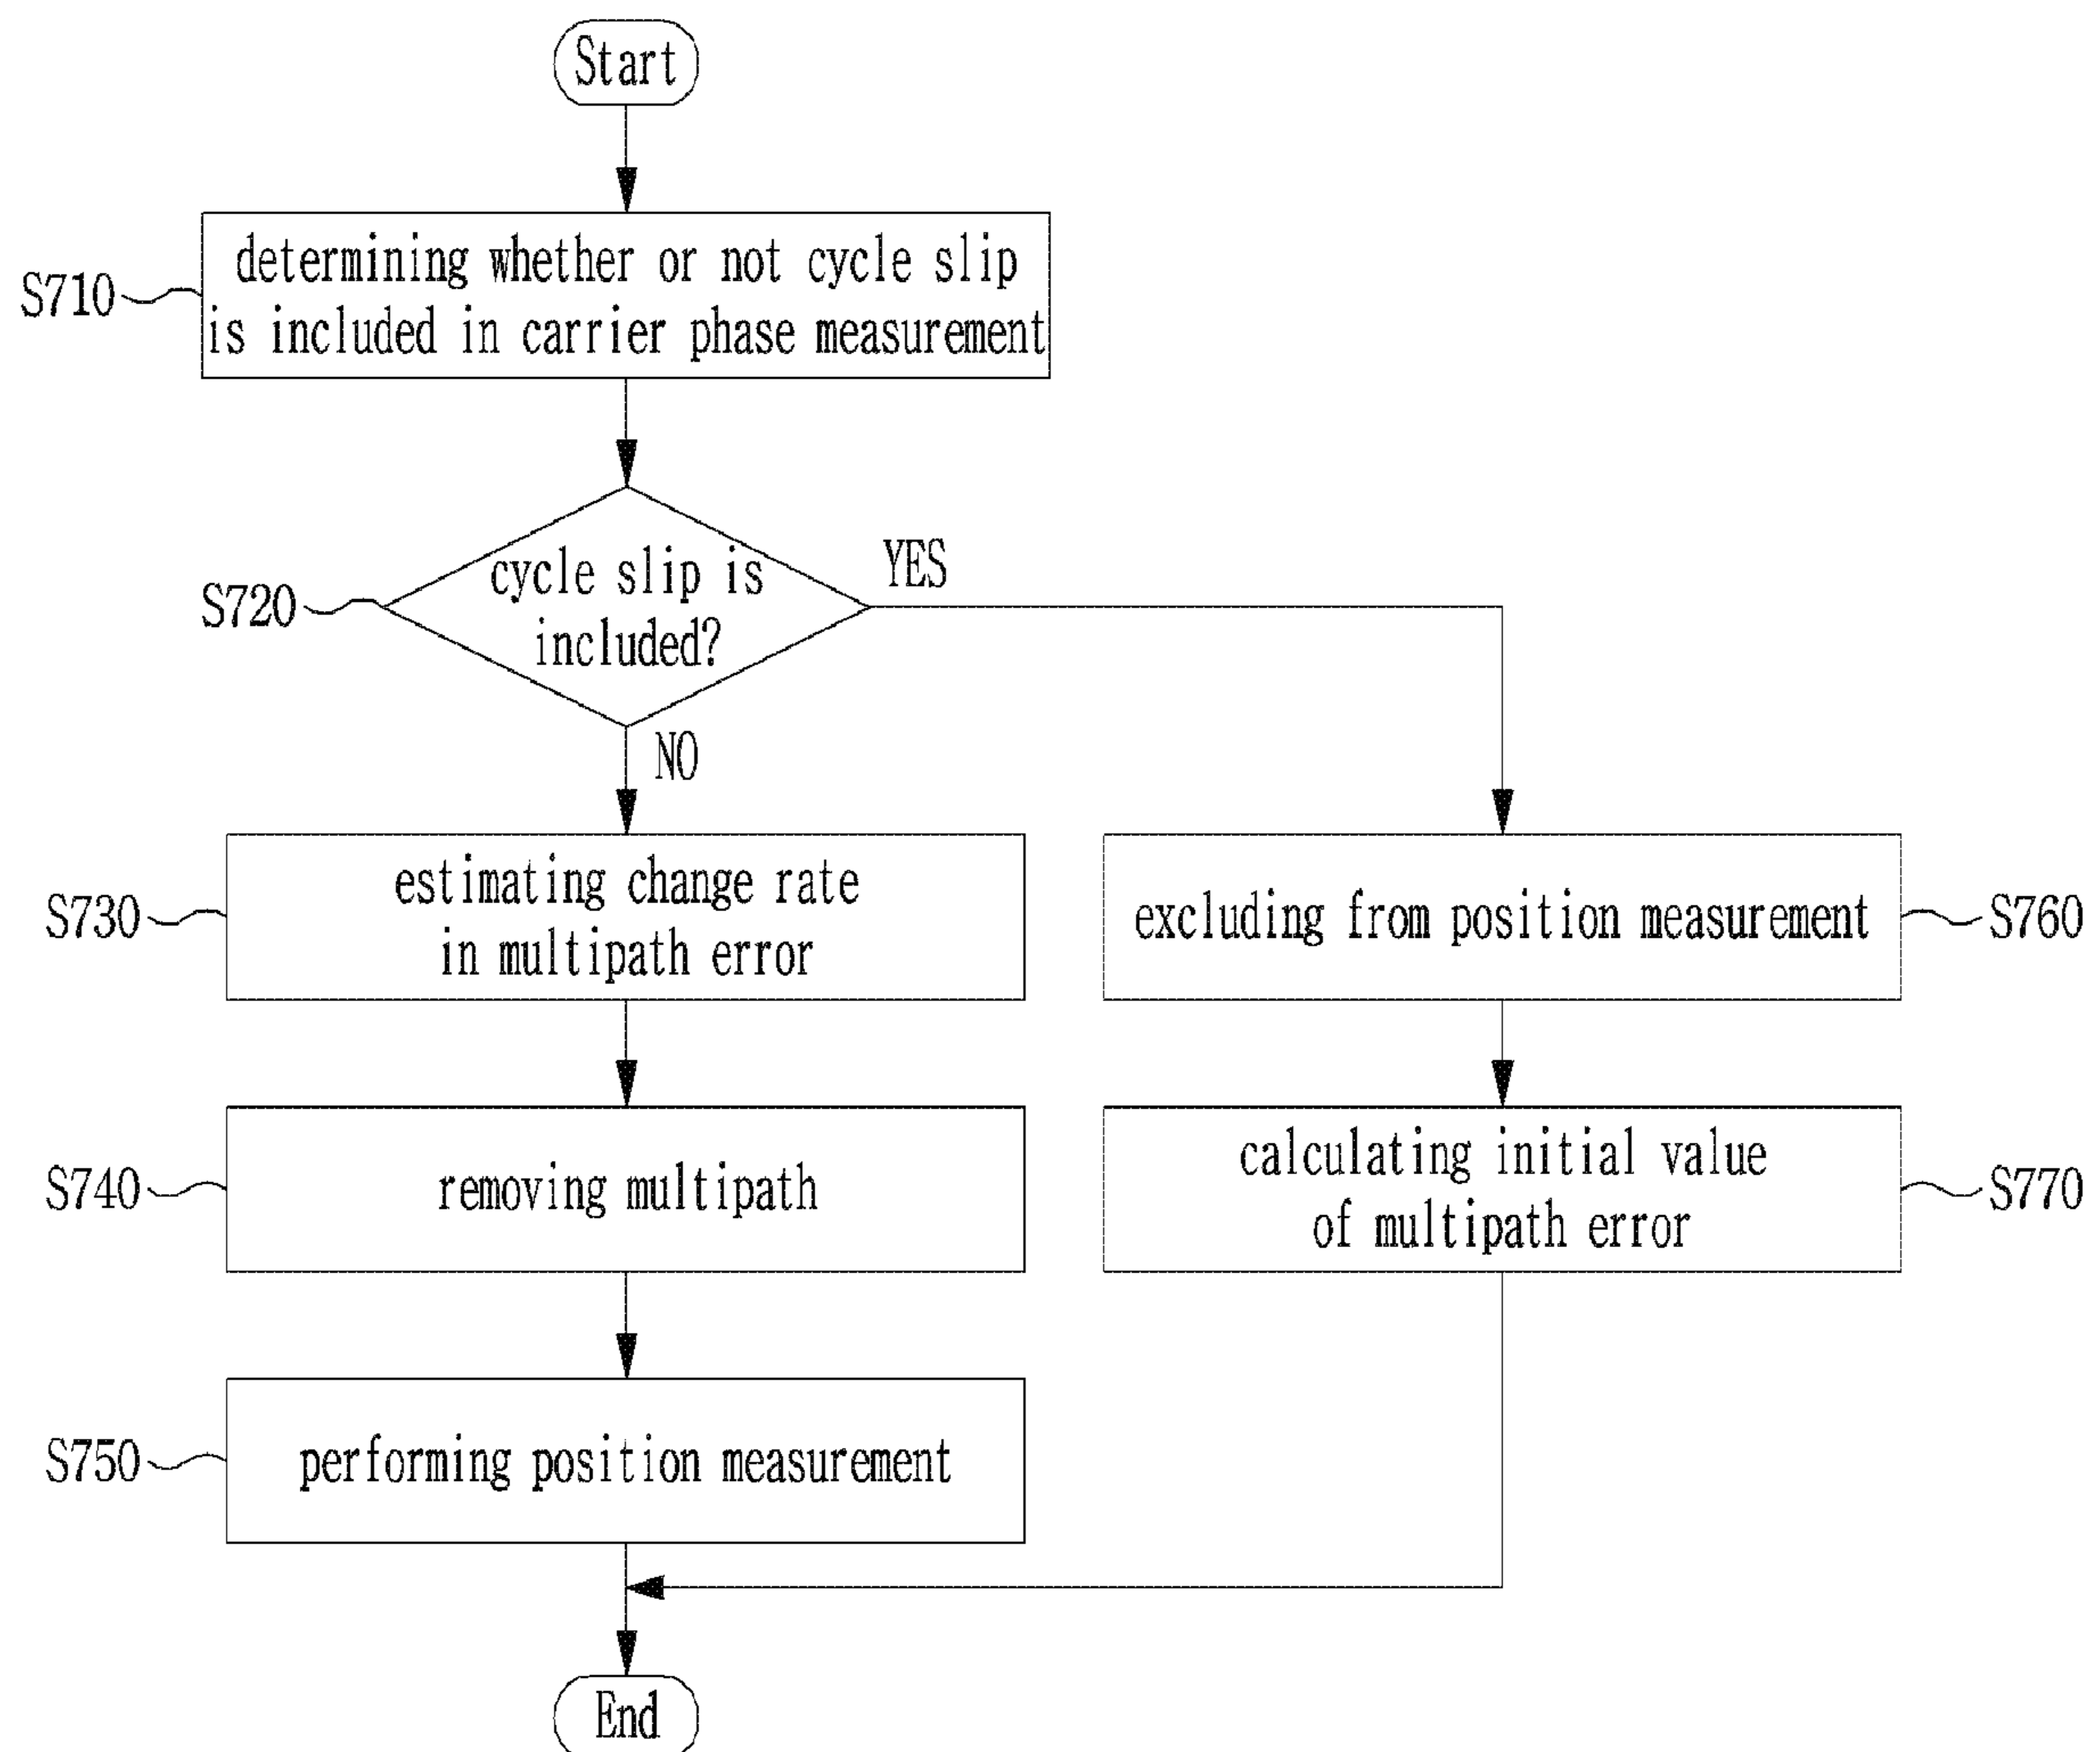 Start
S710
determining whether or not cycle slip
is included in carrier phase measurement
S720
cycle slip is
included?
YES
NO
S730
estimating change rate
in multipath error
excluding from position measurement
S760
S740
removing multipath
calculating initial value
of multipath error
S770
S750
performing position measurement
End